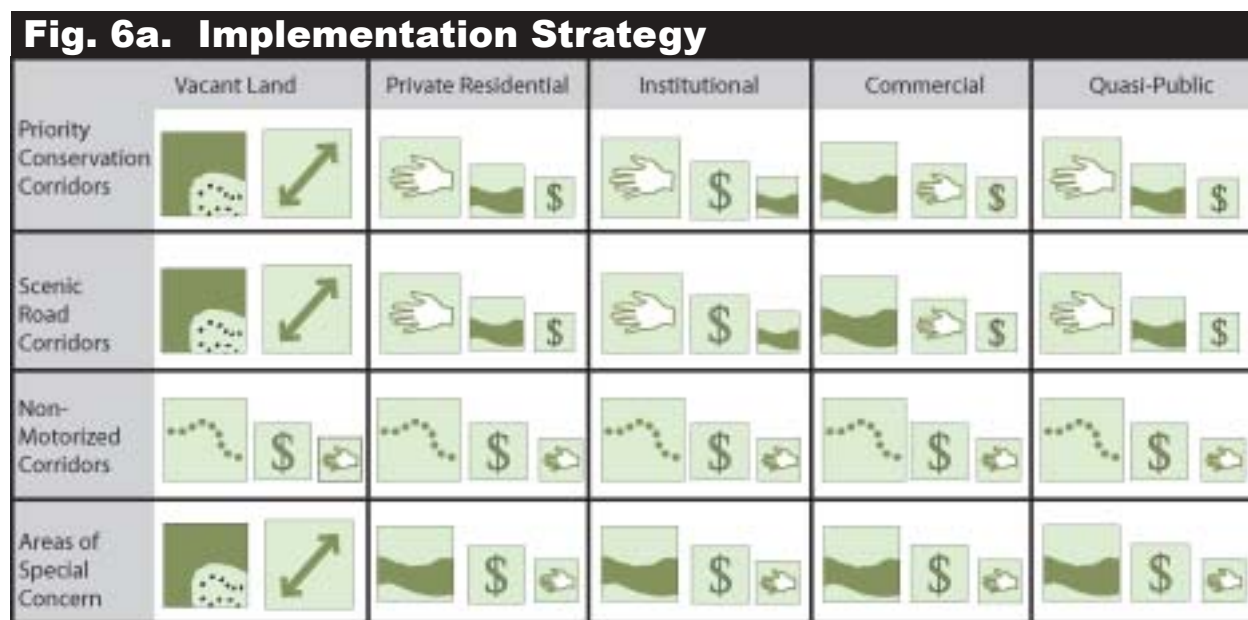 Fig. 6a. Implementation Strategy
Vacant Land Private Residential Institutional Commercial Quasi-Public
Priority
Conservation
Corridors
$ $ $ $
Scenic
Road
Corridors
$ $ $ $
Non-
Motorized
Corridors
$ $ $ $ $
Areas of
Special
Concern
$ $ $ $